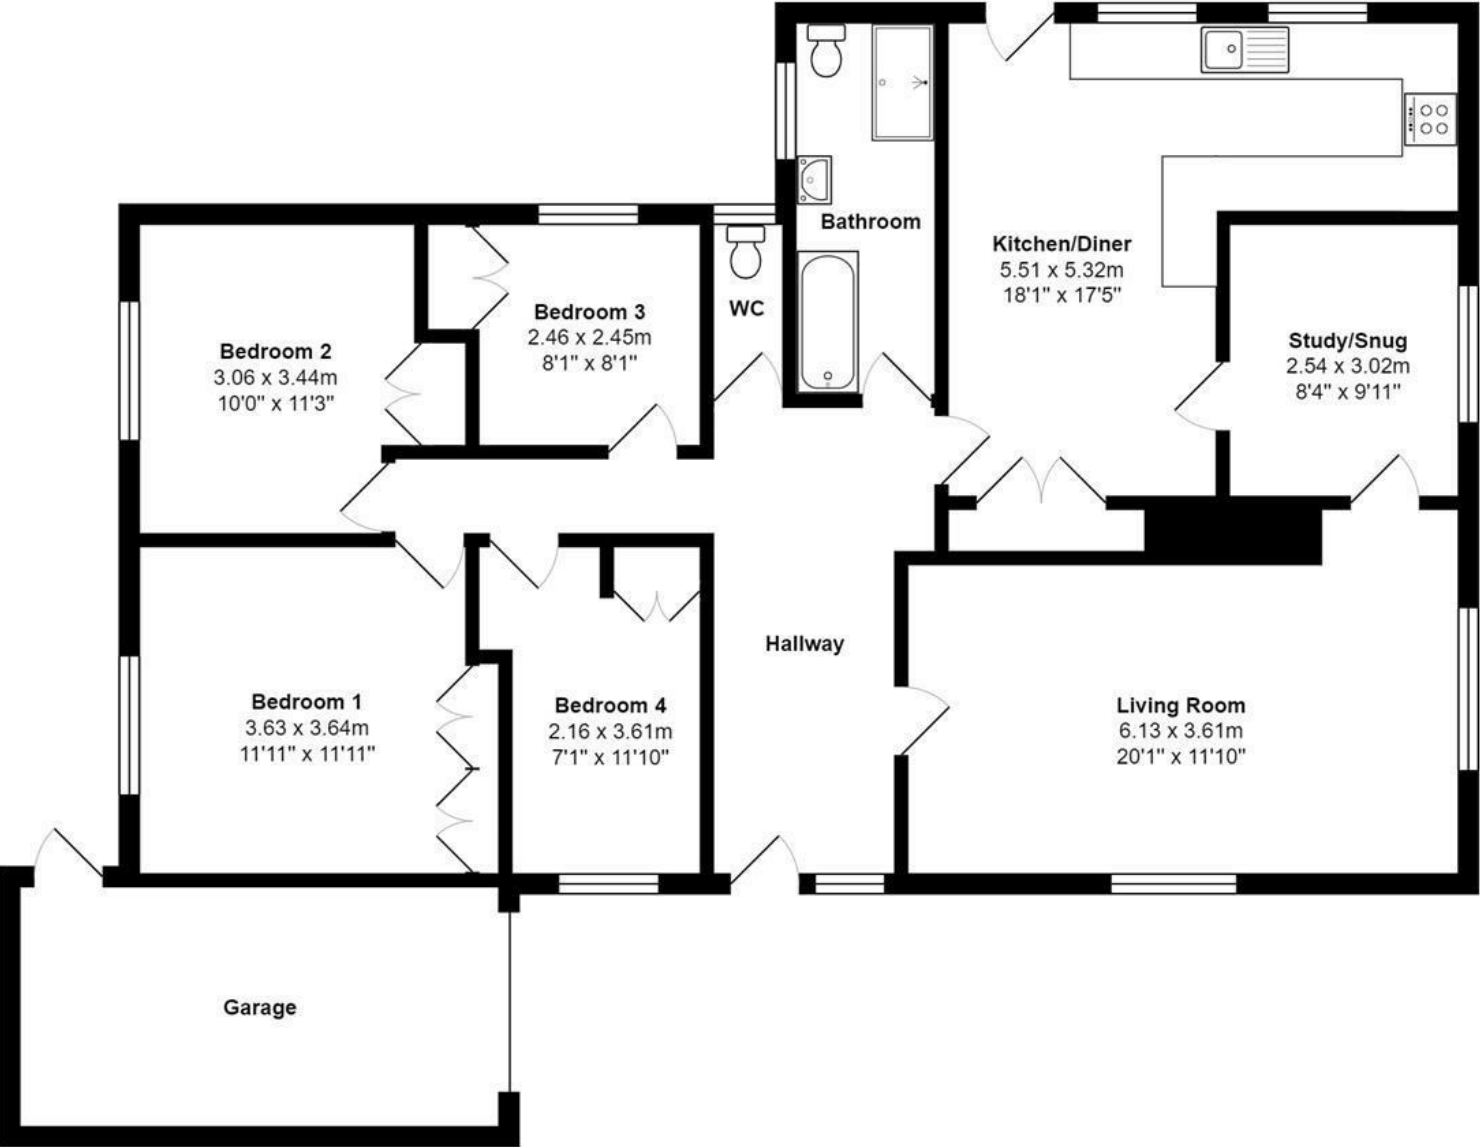 Bathroom
Kitchen/Diner
5.51 x 5.32m
18'1" x 17'5"
WC
Bedroom 3
2.46 x 2.45m
8'1" x 8'1"
Bedroom 2
3.06 x 3.44m
10'0" x 11'3"
Study/Snug
2.54 x 3.02m
8'4" x 9'11"
Hallway
Bedroom 1
3.63 x 3.64m
11'11" x 11'11"
Bedroom 4
2.16 x 3.61m
7'1" x 11'10"
Living Room
6.13 x 3.61m
20'1" x 11'10"
Garage